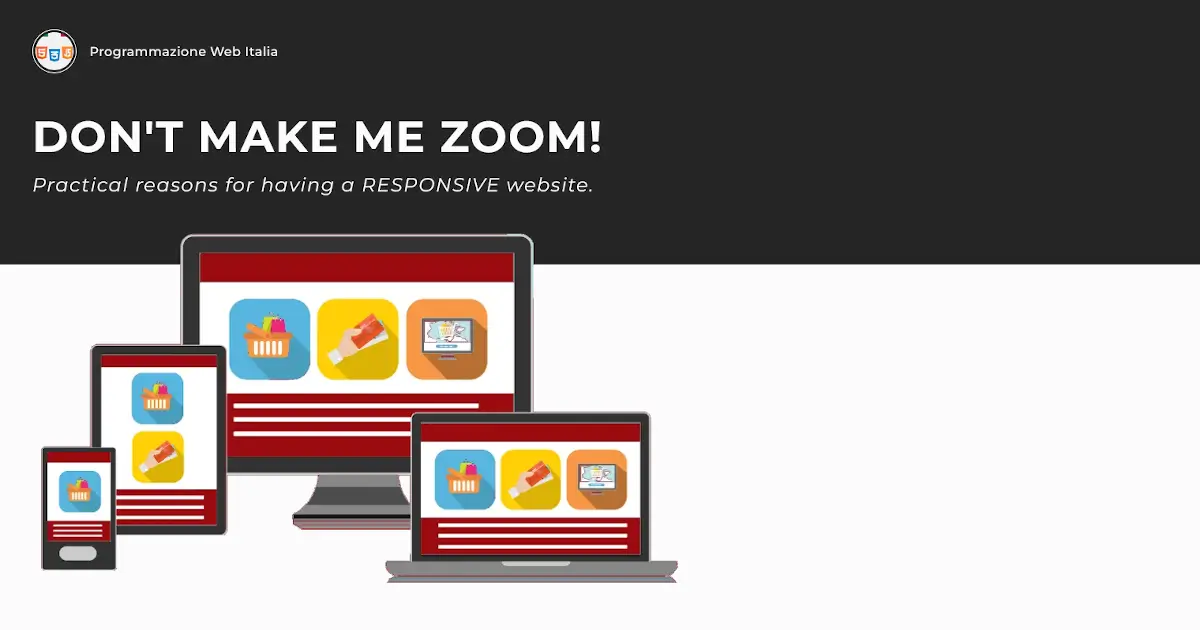 Programmazione Web Italia
DON'T MAKE ME ZOOM!
Practical reasons for having a RESPONSIVE website.